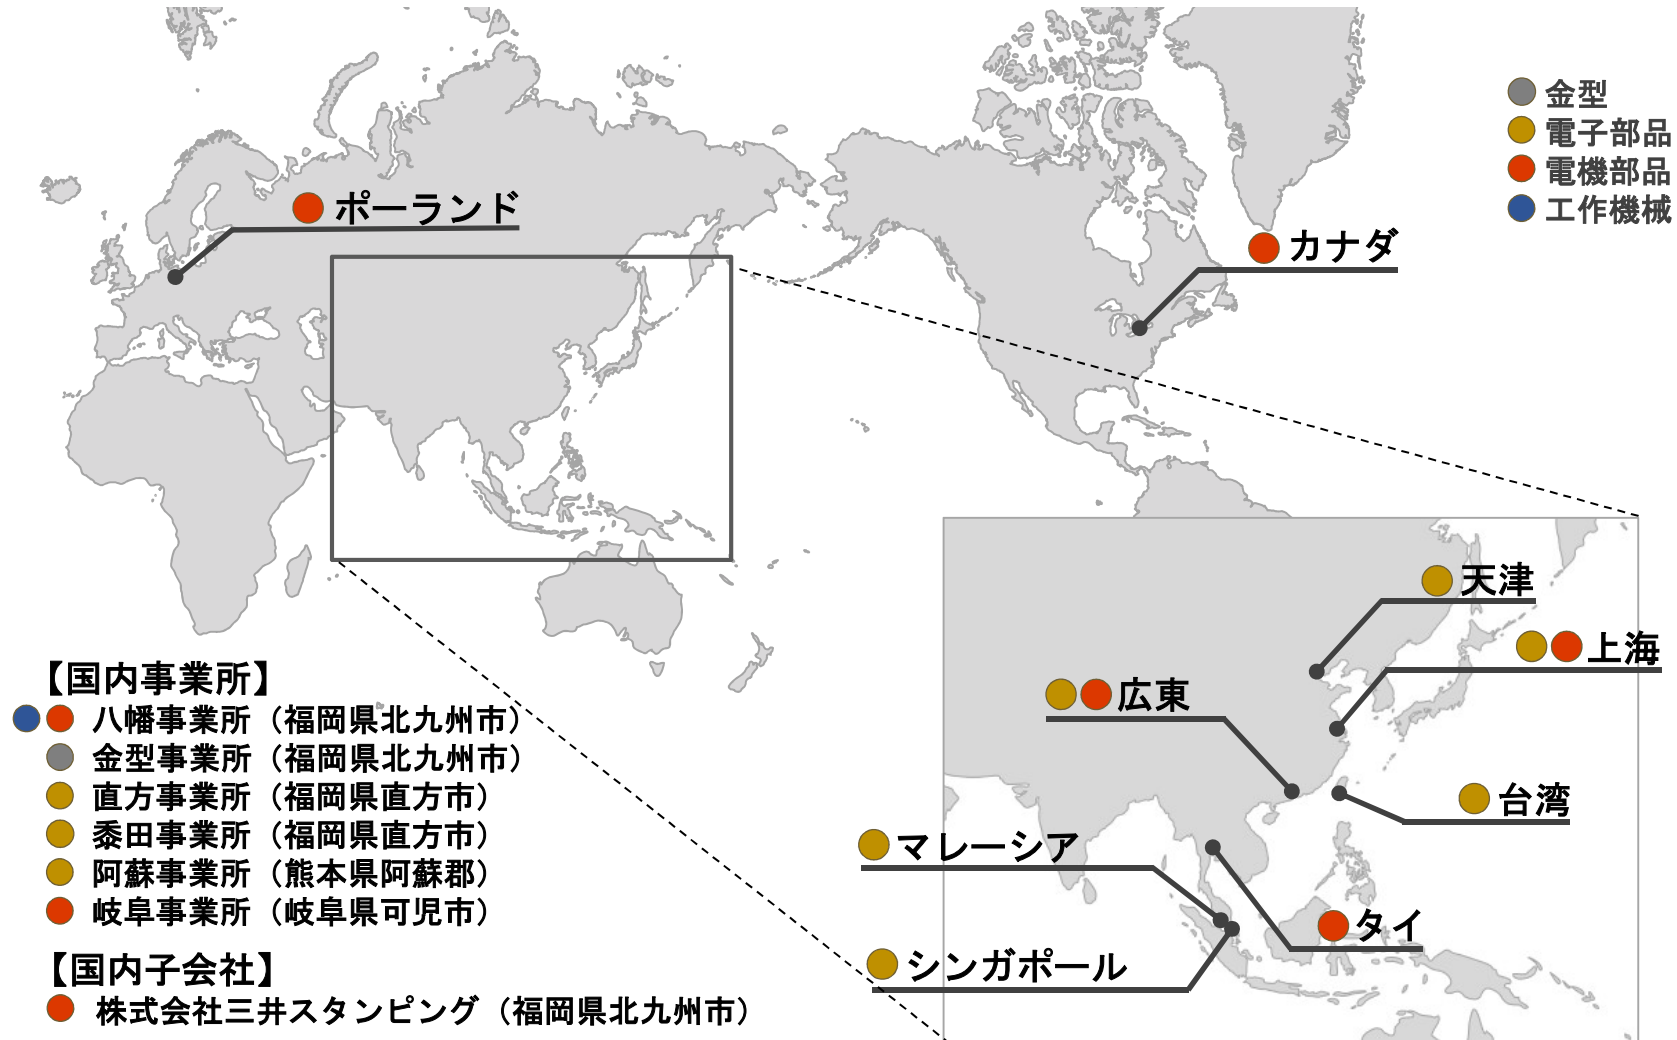 金型
電子部品
電機部品
工作機械
ポーランド
カナダ
天津
上海
広東
台湾
マレーシア
タイ
シンガポール
【国内事業所】
八幡事業所（福岡県北九州市）
金型事業所（福岡県北九州市）
直方事業所（福岡県直方市）
黍田事業所（福岡県直方市）
阿蘇事業所（熊本県阿蘇郡）
岐阜事業所（岐阜県可児市）
【国内子会社】
株式会社三井スタンピング（福岡県北九州市）